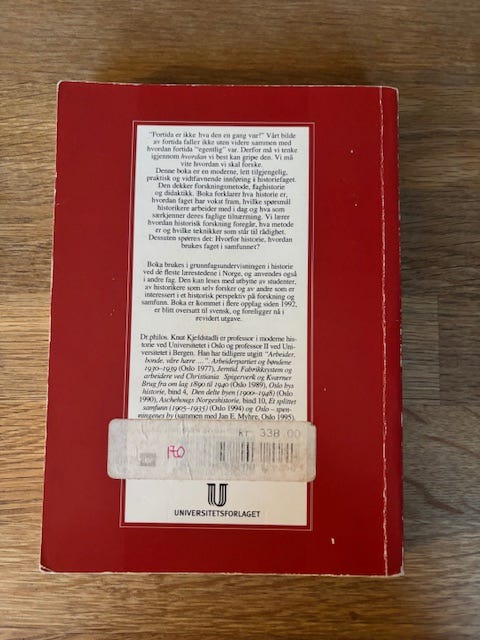 "Fortida er ikke hva den en gang var!" Vårt bilde
av fortida faller ikke uten videre sammen med
hvordan fortida "egentlig" var. Derfor må vi tenke
igjennom hvordan vi best kan gripe den. Vi må
vite hvordan vi skal forske.
Denne boka er en moderne, lett tilgjengelig,
praktisk og vidtfavnende innføring i historiefaget.
Den dekker forskningsmetode, faghistorie
og didaktikk. Boka forklarer hva historie er,
hvordan faget har vokst fram, hvilke spørsmål
historikere arbeider med i dag og hva som
særkjenner deres faglige tilnærming. Vi lærer
hvordan historisk forskning foregår, hva metode
er og hvilke teknikker som står til rådighet.
Dessuten spørres det: Hvorfor historie, hvordan
brukes faget i samfunnet?
Boka brukes i grunnfagsundervisningen i historie
ved de fleste lærestedene i Norge, og anvendes også
i andre fag. Den kan leses med utbytte av studenter,
av historikere som selv forsker og av andre som er
interessert i et historisk perspektiv på forskning og
samfunn. Boka er kommet i flere opplag siden 1992,
er blitt oversatt til svensk, og foreligger nå i
revidert utgave.
Dr.philos. Knut Kjeldstadli er professor i moderne his-
torie ved Universitetet i Oslo og professor II ved Uni-
versitetet i Bergen. Han har tidligere utgitt "Arbeider,
bonde, våre hære ...". Arbeiderpartiet og bøndene
1930–1939 (Oslo 1977), Jerntid. Fabrikksystem og
arbeidere ved Christiania Spigerverk og Kværner
Brug fra om lag 1890 til 1940 (Oslo 1989), Oslo bys
historie, bind 4, Den delte byen (1900–1948) (Oslo
1990), Aschehougs Norgeshistorie, bind 10, Et splittet
samfunn (1905–1935) (Oslo 1994) og Oslo – spen-
ningenes by (sammen med Jan E. Myhre, Oslo 1995).
kr 338.00
170
UNIVERSITETSFORLAGET